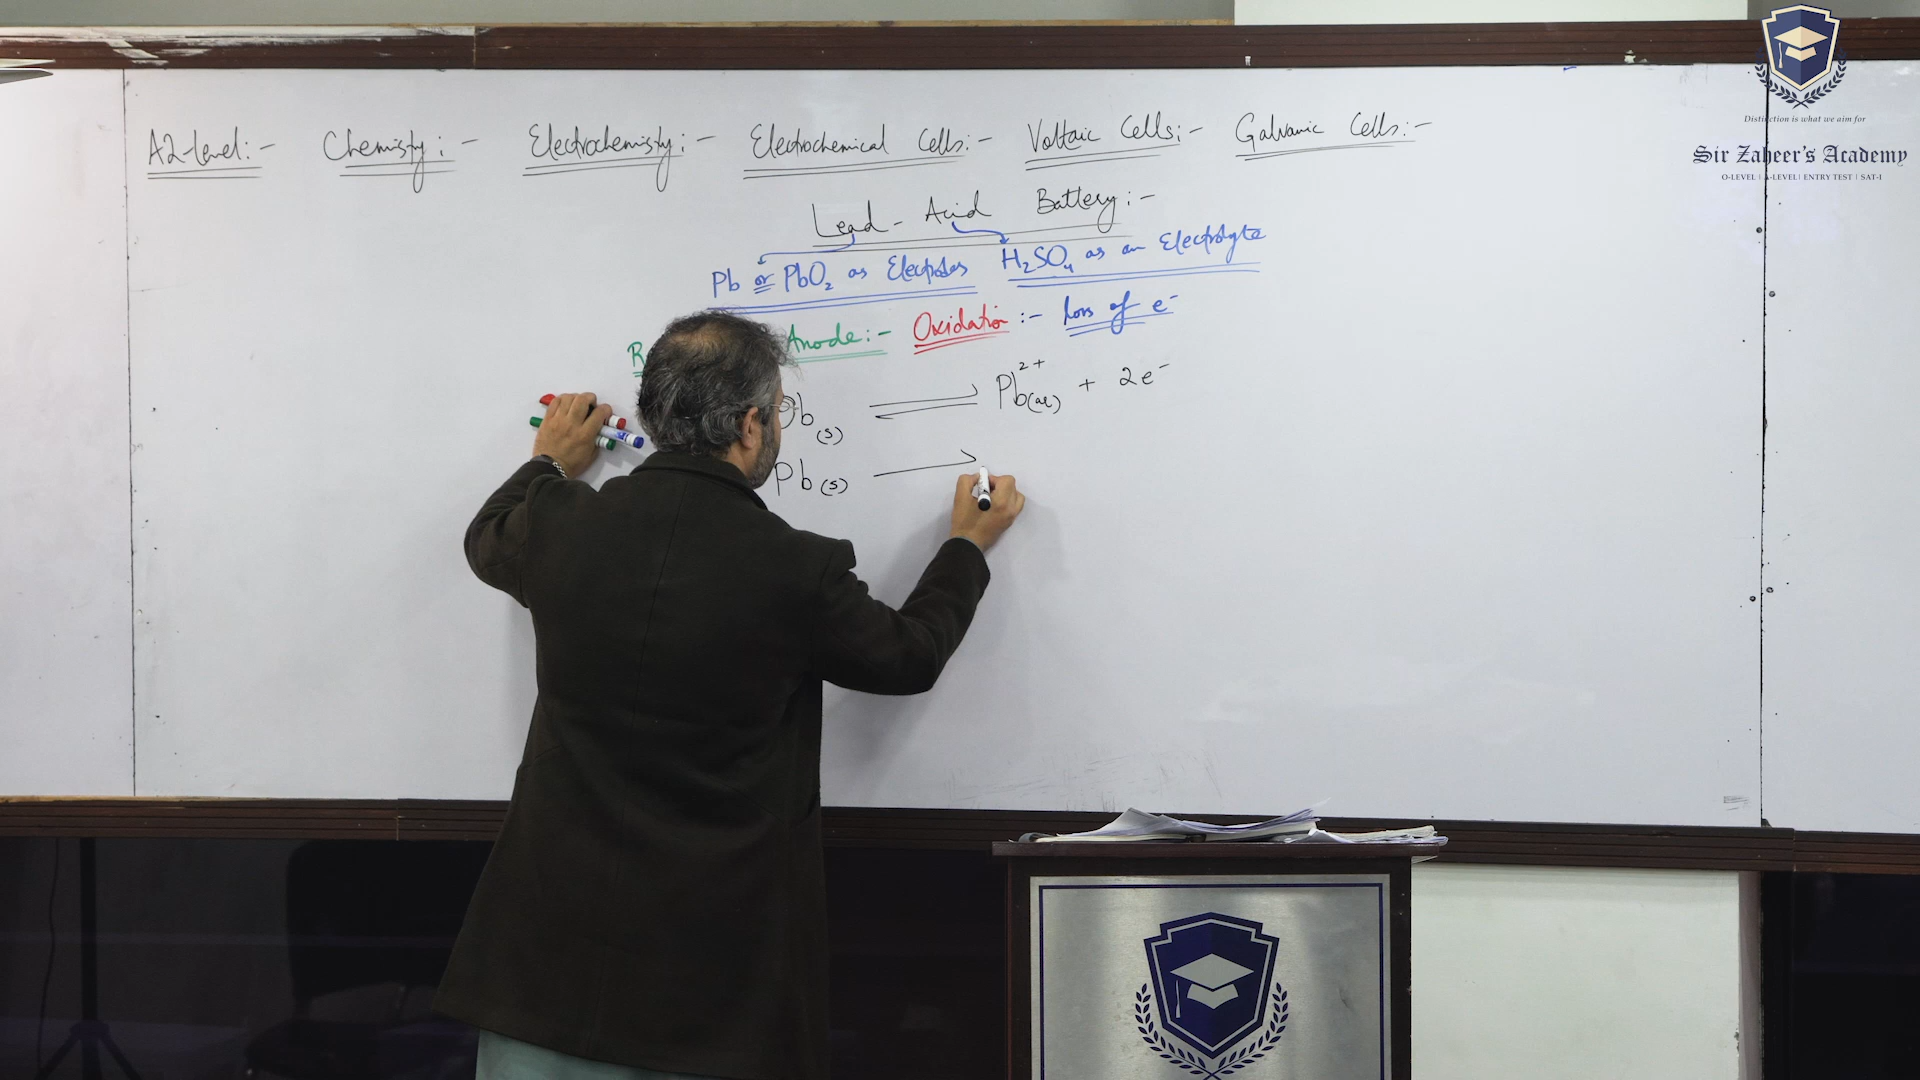 A2-level:- Chemisty:- Electrochemisty:- Electrochemical Cells:- Voltaic Cells:- Galvanic Cells:-
Lead-Acid Battery:-
Pb or PbO2 as Electrodes H2SO4 as an Electrolyte
Anode:- Oxidation:- Loss of e-
Pb(s) ⇌ Pb2+(aq) + 2e-
Pb(s) →
Distinction is what we aim for
Sir Zaheer's Academy
O-LEVEL | A-LEVEL | ENTRY TEST | SAT-I